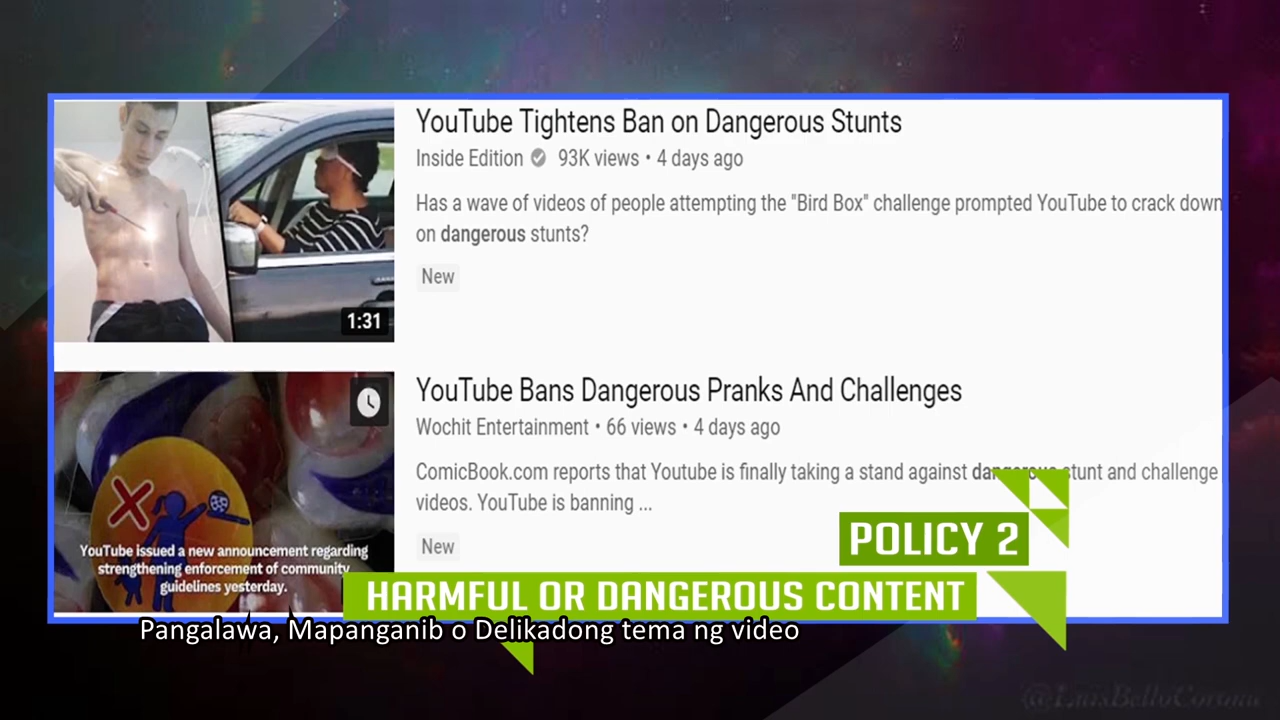 YouTube Tightens Ban on Dangerous Stunts
Inside Edition 93K views • 4 days ago
Has a wave of videos of people attempting the "Bird Box" challenge prompted YouTube to crack down
on dangerous stunts?
New
1:31
YouTube Bans Dangerous Pranks And Challenges
Wochit Entertainment • 66 views • 4 days ago
ComicBook.com reports that Youtube is finally taking a stand against dangerous stunt and challenge
videos. YouTube is banning ...
New
YouTube issued a new announcement regarding
strengthening enforcement of community
guidelines yesterday.
POLICY 2
HARMFUL OR DANGEROUS CONTENT
Pangalawa, Mapanganib o Delikadong tema ng video